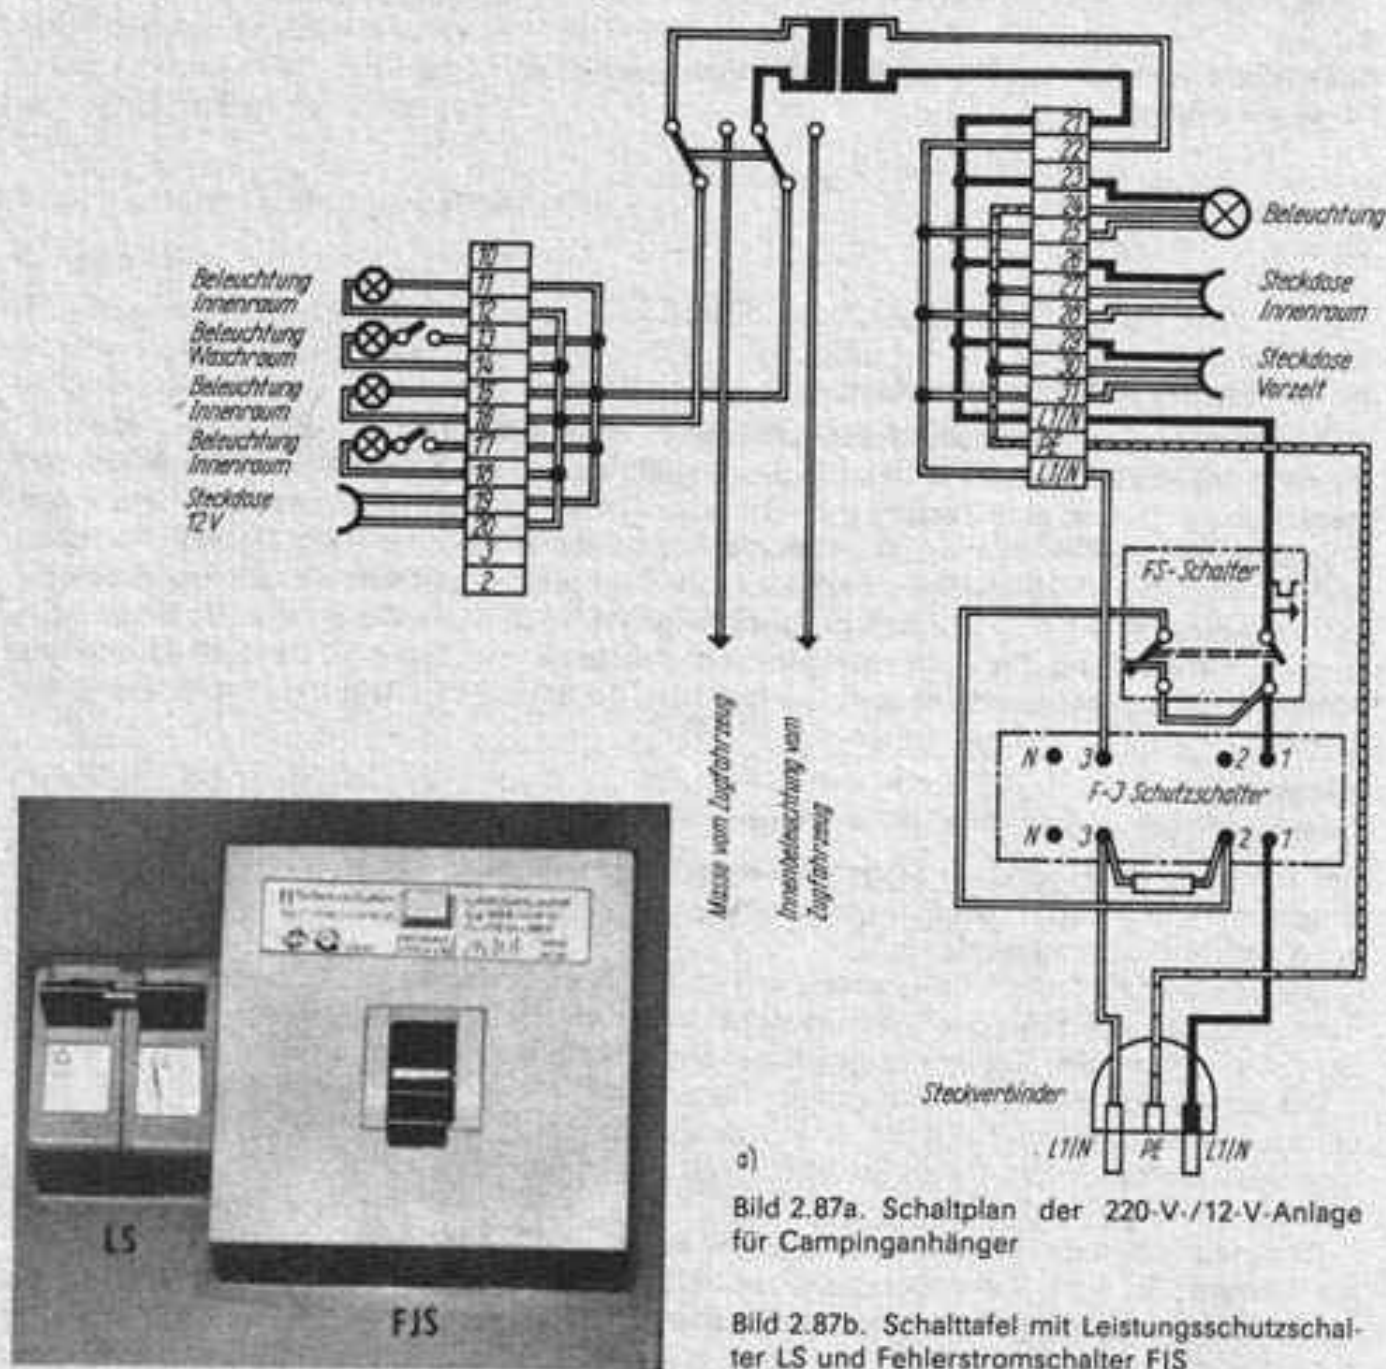 21
22
23
24
25
26
27
28
29
30
31
L1/N
PE
L1/N
Beleuchtung
Steckdose
Innenraum
Steckdose
Vorzelt
10
11
12
13
14
15
16
17
18
19
20
3
2
Beleuchtung
Innenraum
Beleuchtung
Waschraum
Beleuchtung
Innenraum
Beleuchtung
Innenraum
Steckdose
12V
Masse vom Zugfahrzeug
Innenbeleuchtung vom
Zugfahrzeug
FS-Schalter
N 3 2 1
F-J Schutzschalter
N 3 2 1
Steckverbinder
L1/N PE L1/N
a)
Bild 2.87a. Schaltplan der 220-V-/12-V-Anlage
für Campinganhänger
LS
FJS
Bild 2.87b. Schalttafel mit Leistungsschutzschal-
ter LS und Fehlerstromschalter FJS